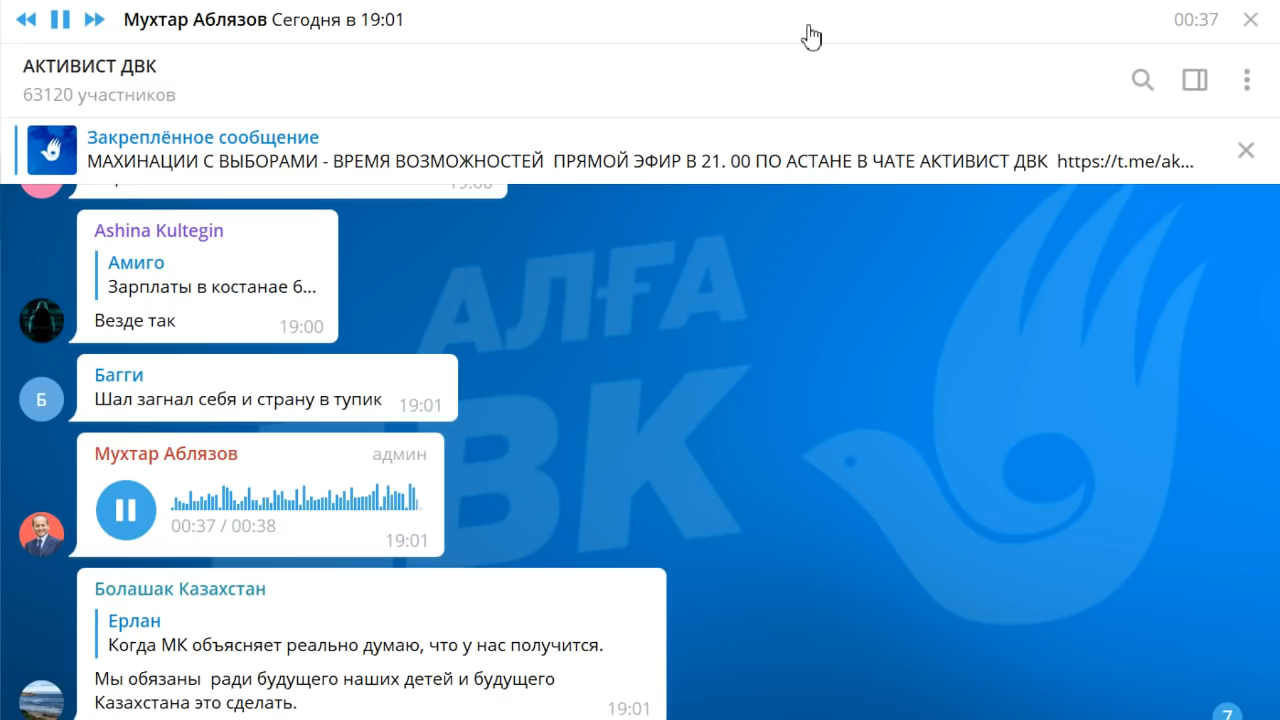 Мухтар Аблязов Сегодня в 19:01
00:37
АКТИВИСТ ДВК
63120 участников
Закреплённое сообщение
МАХИНАЦИИ С ВЫБОРАМИ - ВРЕМЯ ВОЗМОЖНОСТЕЙ ПРЯМОЙ ЭФИР В 21. 00 ПО АСТАНЕ В ЧАТЕ АКТИВИСТ ДВК https://t.me/ak...
19:00
Ashina Kultegin
Амиго
Зарплаты в костанае б...
Везде так
19:00
АЛҒА
ДВК
Багги
Б
Шал загнал себя и страну в тупик
19:01
Мухтар Аблязов
админ
00:37 / 00:38
19:01
Болашак Казахстан
Ерлан
Когда МК объясняет реально думаю, что у нас получится.
Мы обязаны ради будущего наших детей и будущего
Казахстана это сделать.
19:01
7